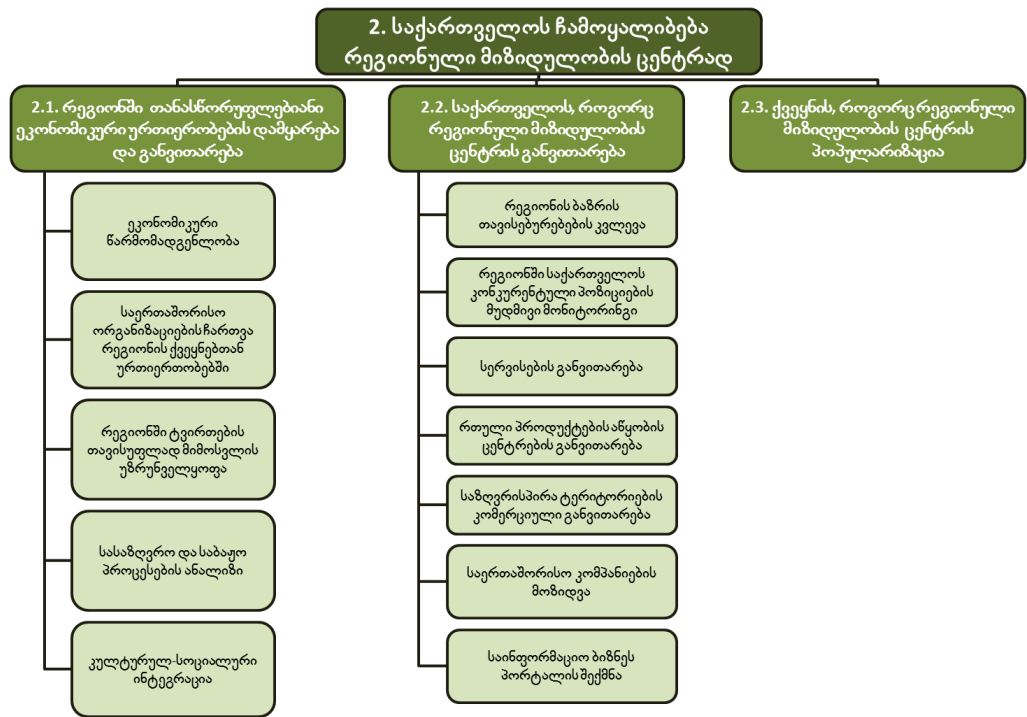 2. საქართველოს ჩამოყალიბება
რეგიონული მიზიდულობის ცენტრად
2.1. რეგიონში თანასწორუფლებიანი
ეკონომიკური ურთიერობების დამყარება
და განვითარება
ეკონომიკური
წარმომადგენლობა
საერთაშორისო
ორგანიზაციების ჩართვა
რეგიონის ქვეყნებთან
ურთიერთობებში
რეგიონში ტვირთების
თავისუფლად მიმოსვლის
უზრუნველყოფა
სასაზღვრო და საბაჟო
პროცესების ანალიზი
კულტურულ-სოციალური
ინტეგრაცია
2.2. საქართველოს, როგორც
რეგიონული მიზიდულობის
ცენტრის განვითარება
რეგიონის ბაზრის
თავისებურებების კვლევა
რეგიონში საქართველოს
კონკურენტული პოზიციების
მუდმივი მონიტორინგი
სერვისების განვითარება
რთული პროდუქტების აწყობის
ცენტრების განვითარება
საზღვრისპირა ტერიტორიების
კომერციული განვითარება
საერთაშორისო კომპანიების
მოზიდვა
საინფორმაციო ბიზნეს
პორტალის შექმნა
2.3. ქვეყნის, როგორც რეგიონული
მიზიდულობის ცენტრის
პოპულარიზაცია